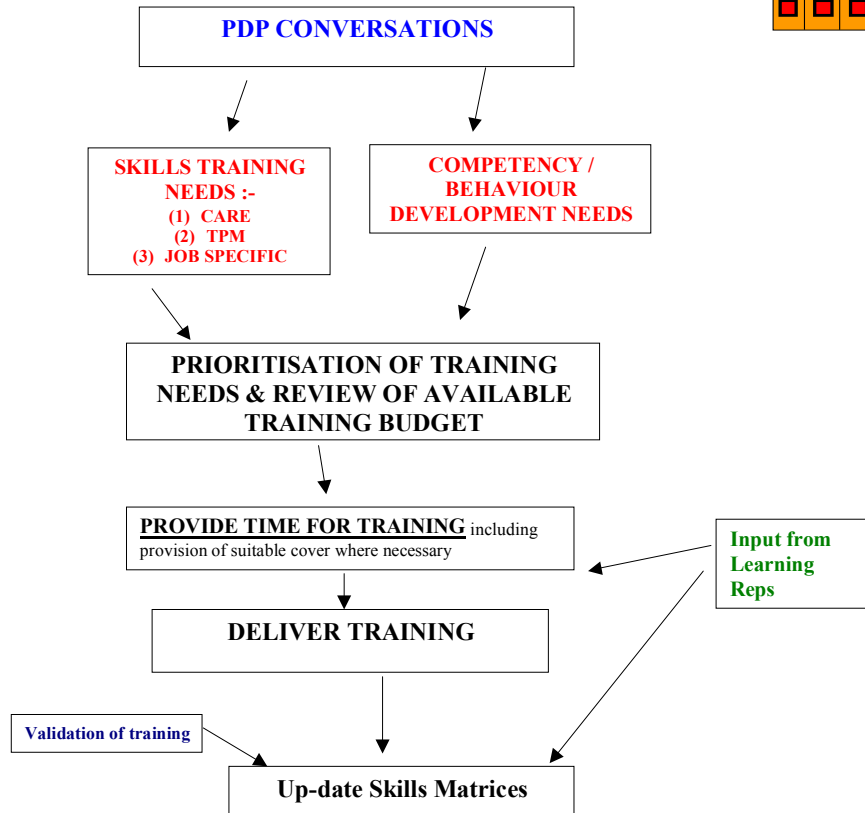 PDP CONVERSATIONS
SKILLS TRAINING
NEEDS :-
(1) CARE
(2) TPM
(3) JOB SPECIFIC
COMPETENCY /
BEHAVIOUR
DEVELOPMENT NEEDS
PRIORITISATION OF TRAINING
NEEDS & REVIEW OF AVAILABLE
TRAINING BUDGET
PROVIDE TIME FOR TRAINING including
provision of suitable cover where necessary
Input from
Learning
Reps
DELIVER TRAINING
Validation of training
Up-date Skills Matrices